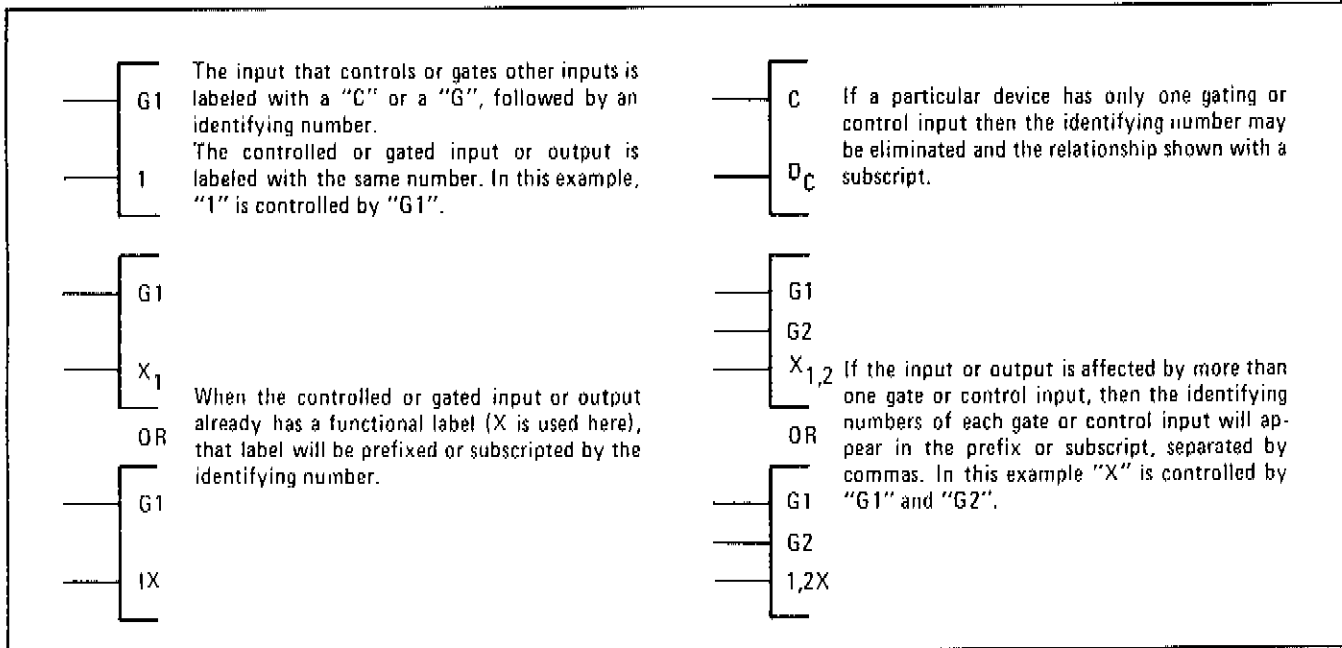 G1
1
The input that controls or gates other inputs is
labeled with a "C" or a "G", followed by an
identifying number.
The controlled or gated input or output is
labeled with the same number. In this example,
"1" is controlled by "G1".
G1
X1
OR
G1
1X
When the controlled or gated input or output
already has a functional label (X is used here),
that label will be prefixed or subscripted by the
identifying number.
C
DC
If a particular device has only one gating or
control input then the identifying number may
be eliminated and the relationship shown with a
subscript.
G1
G2
X1,2
OR
G1
G2
1,2X
If the input or output is affected by more than
one gate or control input, then the identifying
numbers of each gate or control input will ap-
pear in the prefix or subscript, separated by
commas. In this example "X" is controlled by
"G1" and "G2".